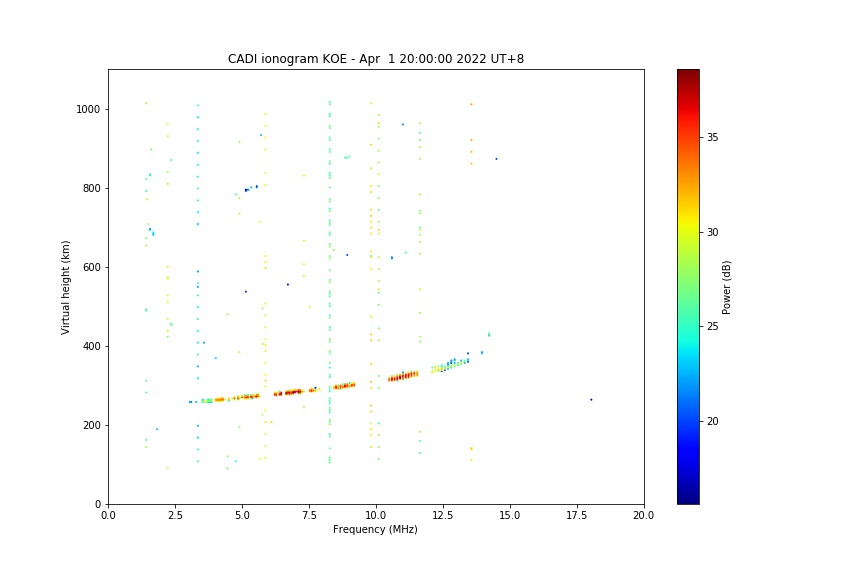 CADI ionogram KOE - Apr  1 20:00:00 2022 UT+8
1000
800
600
400
200
0
Virtual height (km)
0.0 2.5 5.0 7.5 10.0 12.5 15.0 17.5 20.0
Frequency (MHz)
35
30
25
20
Power (dB)